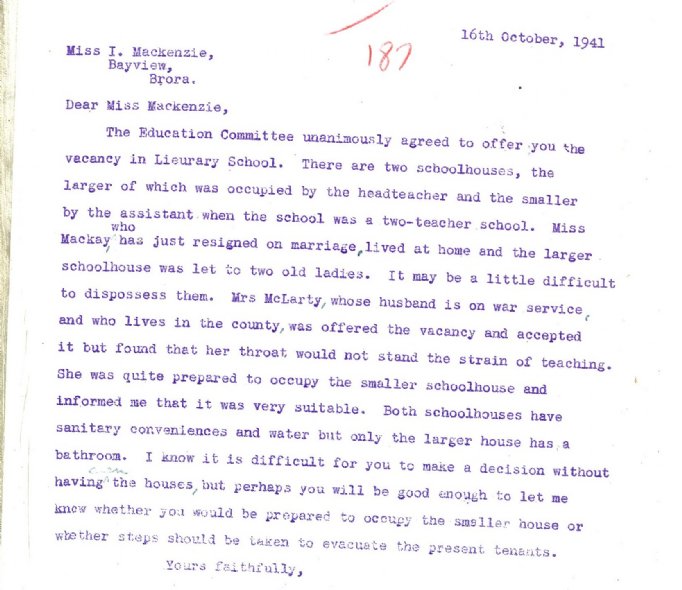 16th October, 1941
187
Miss I. Mackenzie,
Bayview,
Brora.
Dear Miss Mackenzie,
The Education Committee unanimously agreed to offer you the
vacancy in Lieurary School. There are two schoolhouses, the
larger of which was occupied by the headteacher and the smaller
by the assistant when the school was a two-teacher school. Miss
who
Mackay, has just resigned on marriage, lived at home and the larger
schoolhouse was let to two old ladies. It may be a little difficult
to dispossess them. Mrs McLarty, whose husband is on war service,
and who lives in the county, was offered the vacancy and accepted
it but found that her throat would not stand the strain of teaching.
She was quite prepared to occupy the smaller schoolhouse and
informed me that it was very suitable. Both schoolhouses have
sanitary conveniences and water but only the larger house has a
bathroom. I know it is difficult for you to make a decision without
having the houses, but perhaps you will be good enough to let me
know whether you would be prepared to occupy the smaller house or
whether steps should be taken to evacuate the present tenants.
Yours faithfully,